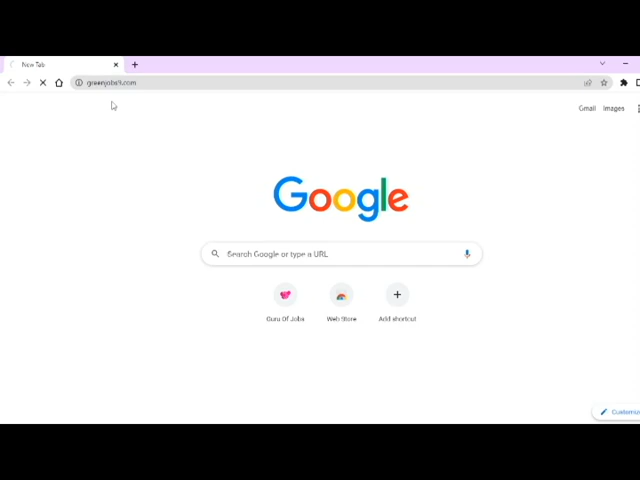 New Tab
greenjobs9.com
Gmail Images
Google
Search Google or type a URL
Guru Of Jobs Web Store Add shortcut
Customiz